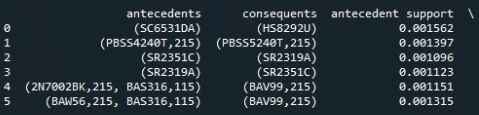 antecedents consequents antecedent support \
0 (SC6531DA) (HS8292U) 0.001562
1 (PBSS4240T,215) (PBSS5240T,215) 0.001397
2 (SR2351C) (SR2319A) 0.001096
3 (SR2319A) (SR2351C) 0.001123
4 (2N7002BK,215, BAS316,115) (BAV99,215) 0.001151
5 (BAW56,215, BAS316,115) (BAV99,215) 0.001315